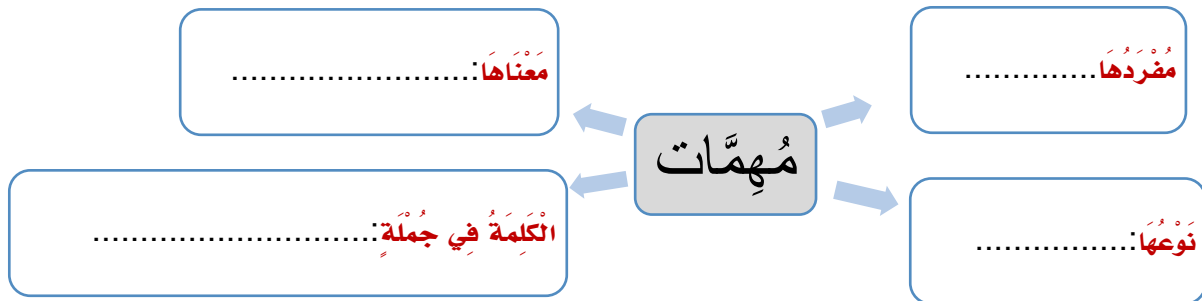 مُفْرَدُهَا..............
مَعْنَاهَا:.........................
مُهِمَّات
نَوْعُهَا:................
الْكَلِمَةُ فِي جُمْلَةٍ:.............................